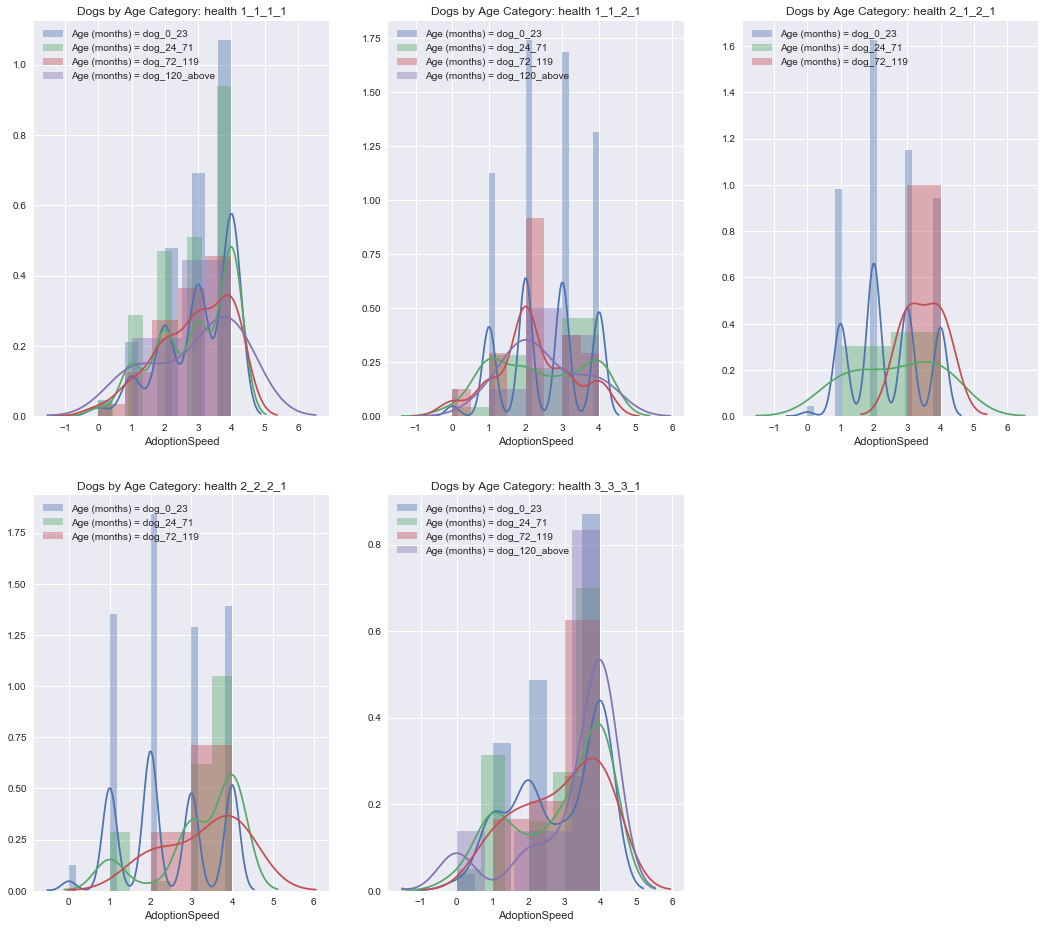 Dogs by Age Category: health 1_1_1_1
Age (months) = dog_0_23
Age (months) = dog_24_71
Age (months) = dog_72_119
Age (months) = dog_120_above
1.0
0.8
0.6
0.4
0.2
0.0
−1 0 1 2 3 4 5 6
AdoptionSpeed
Dogs by Age Category: health 1_1_2_1
Age (months) = dog_0_23
Age (months) = dog_24_71
Age (months) = dog_72_119
Age (months) = dog_120_above
1.75
1.50
1.25
1.00
0.75
0.50
0.25
0.00
−1 0 1 2 3 4 5 6
AdoptionSpeed
Dogs by Age Category: health 2_1_2_1
Age (months) = dog_0_23
Age (months) = dog_24_71
Age (months) = dog_72_119
1.6
1.4
1.2
1.0
0.8
0.6
0.4
0.2
0.0
−1 0 1 2 3 4 5 6
AdoptionSpeed
Dogs by Age Category: health 2_2_2_1
Age (months) = dog_0_23
Age (months) = dog_24_71
Age (months) = dog_72_119
1.75
1.50
1.25
1.00
0.75
0.50
0.25
0.00
0 1 2 3 4 5 6
AdoptionSpeed
Dogs by Age Category: health 3_3_3_1
Age (months) = dog_0_23
Age (months) = dog_24_71
Age (months) = dog_72_119
Age (months) = dog_120_above
0.8
0.6
0.4
0.2
0.0
−1 0 1 2 3 4 5 6
AdoptionSpeed